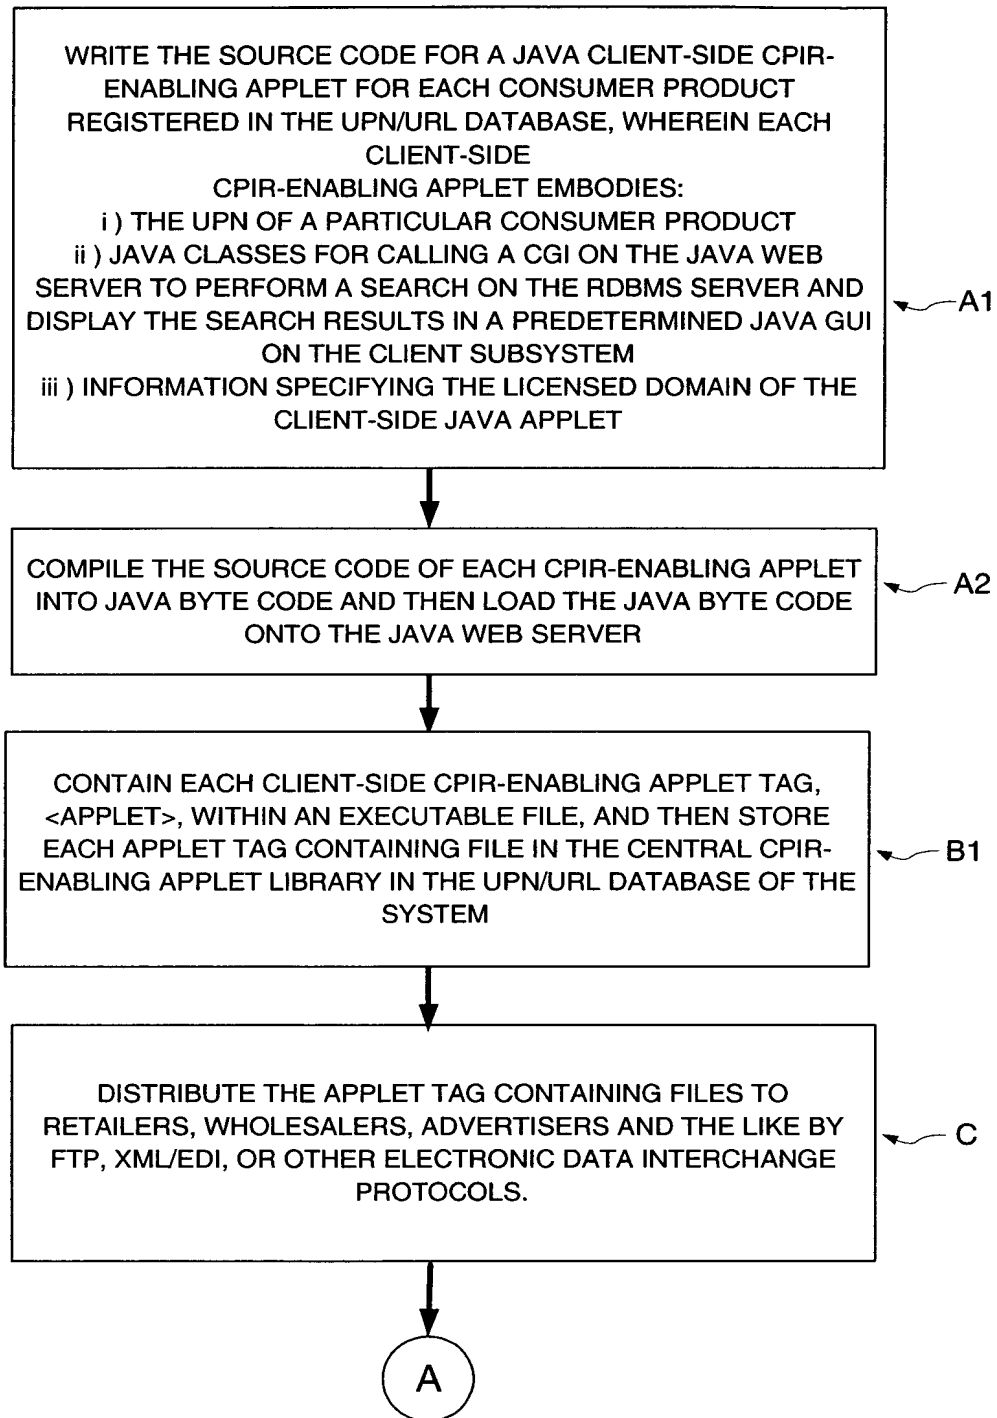 WRITE THE SOURCE CODE FOR A JAVA CLIENT-SIDE CPIR-
ENABLING APPLET FOR EACH CONSUMER PRODUCT
REGISTERED IN THE UPN/URL DATABASE, WHEREIN EACH
CLIENT-SIDE
CPIR-ENABLING APPLET EMBODIES:
i ) THE UPN OF A PARTICULAR CONSUMER PRODUCT
ii ) JAVA CLASSES FOR CALLING A CGI ON THE JAVA WEB
SERVER TO PERFORM A SEARCH ON THE RDBMS SERVER AND
DISPLAY THE SEARCH RESULTS IN A PREDETERMINED JAVA GUI
ON THE CLIENT SUBSYSTEM
iii ) INFORMATION SPECIFYING THE LICENSED DOMAIN OF THE
CLIENT-SIDE JAVA APPLET
A1
COMPILE THE SOURCE CODE OF EACH CPIR-ENABLING APPLET
INTO JAVA BYTE CODE AND THEN LOAD THE JAVA BYTE CODE
ONTO THE JAVA WEB SERVER
A2
CONTAIN EACH CLIENT-SIDE CPIR-ENABLING APPLET TAG,
<APPLET>, WITHIN AN EXECUTABLE FILE, AND THEN STORE
EACH APPLET TAG CONTAINING FILE IN THE CENTRAL CPIR-
ENABLING APPLET LIBRARY IN THE UPN/URL DATABASE OF THE
SYSTEM
B1
DISTRIBUTE THE APPLET TAG CONTAINING FILES TO
RETAILERS, WHOLESALERS, ADVERTISERS AND THE LIKE BY
FTP, XML/EDI, OR OTHER ELECTRONIC DATA INTERCHANGE
PROTOCOLS.
C
A